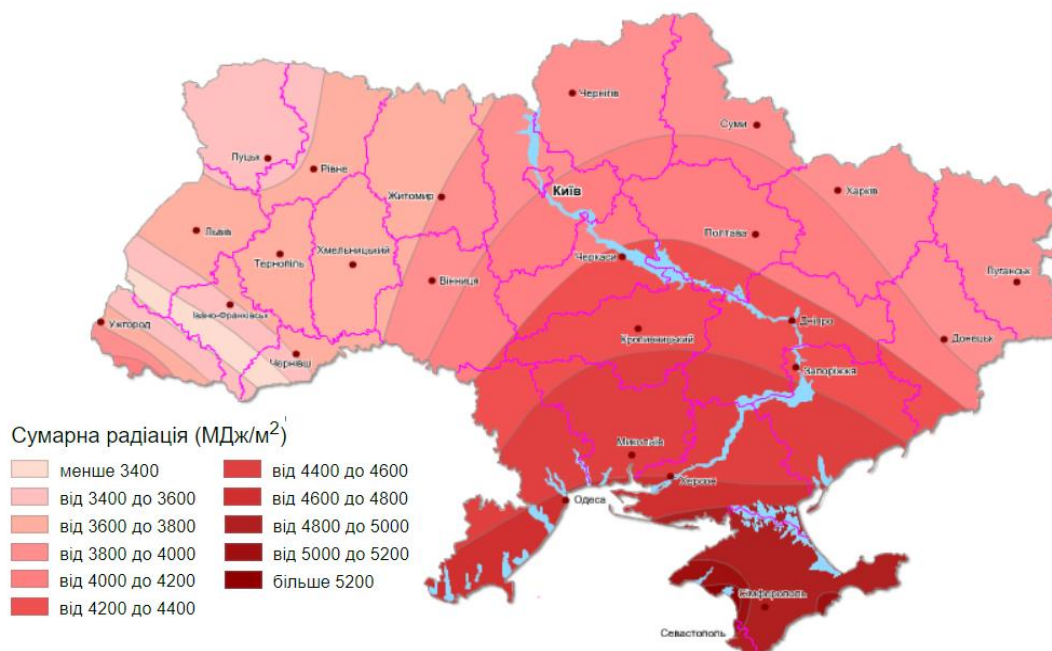 Чернігів
Суми
Луцьк
Рівне
Київ
Житомир
Харків
Львів
Полтава
Хмельницький
Тернопіль
Черкаси
Вінниця
Луганськ
Івано-Франківськ
Ужгород
Дніпро
Кропивницький
Донецьк
Чернівці
Запоріжжя
Миколаїв
Херсон
Одеса
Сімферополь
Севастополь
Сумарна радіація (МДж/м²)
менше 3400
від 3400 до 3600
від 3600 до 3800
від 3800 до 4000
від 4000 до 4200
від 4200 до 4400
від 4400 до 4600
від 4600 до 4800
від 4800 до 5000
від 5000 до 5200
більше 5200